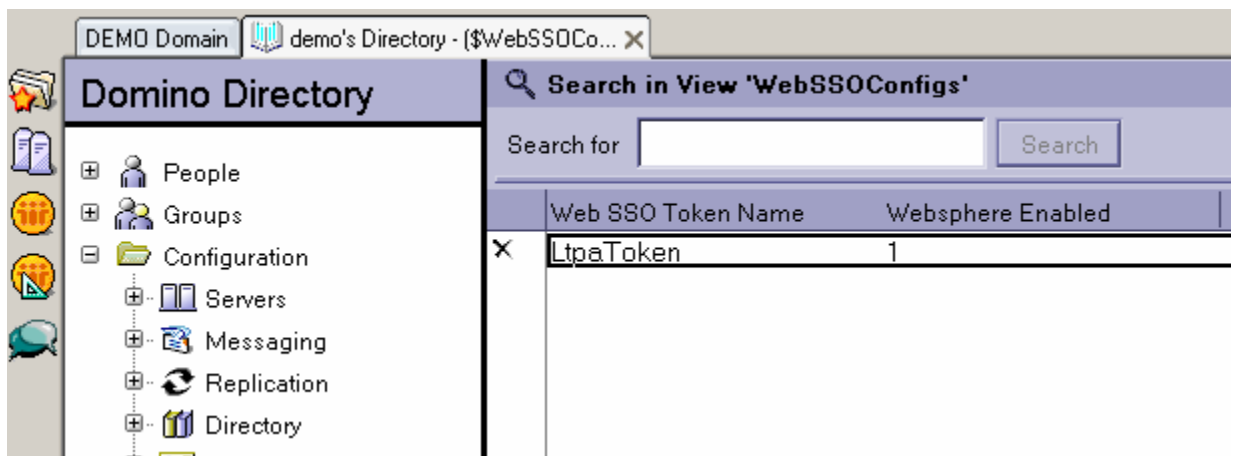 DEMO Domain
demo's Directory - ($WebSSOCo...
Domino Directory
People
Groups
Configuration
Servers
Messaging
Replication
Directory
Search in View 'WebSSOConfigs'
Search for
Search
Web SSO Token Name Websphere Enabled
LtpaToken 1